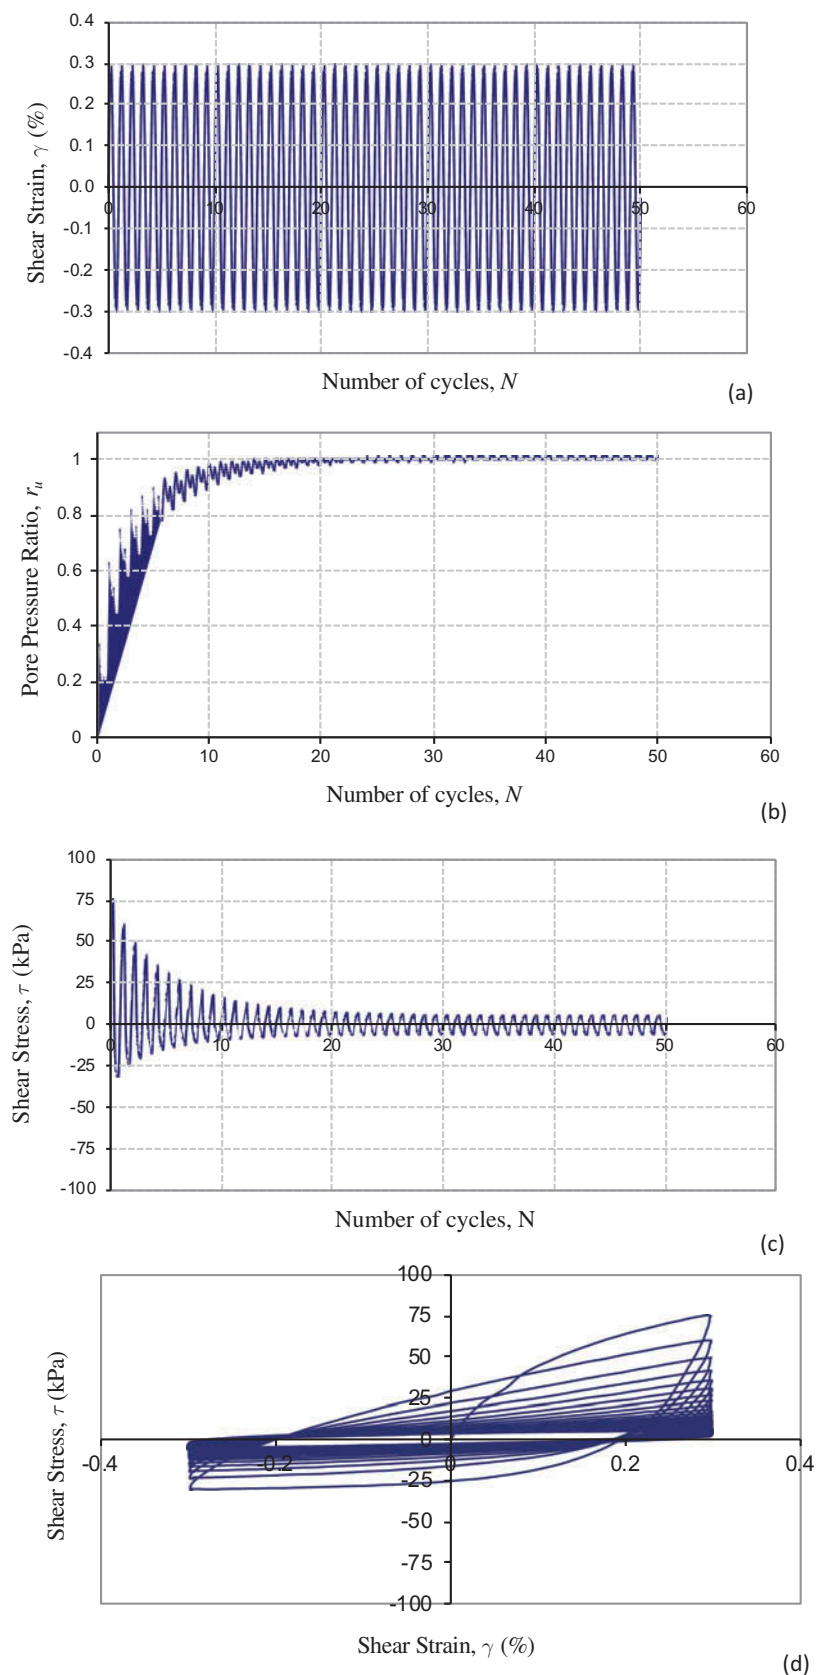 0.4
0.3
0.2
0.1
0.0
-0.1
-0.2
-0.3
-0.4
Shear Strain, γ (%)
0 10 20 30 40 50 60
Number of cycles, N
(a)
1
0.8
0.6
0.4
0.2
0
Pore Pressure Ratio, r_u
0 10 20 30 40 50 60
Number of cycles, N
(b)
100
75
50
25
0
-25
-50
-75
-100
Shear Stress, τ (kPa)
0 10 20 30 40 50 60
Number of cycles, N
(c)
100
75
50
25
0
-25
-50
-75
-100
Shear Stress, τ (kPa)
-0.4 -0.2 0 0.2 0.4
Shear Strain, γ (%)
(d)